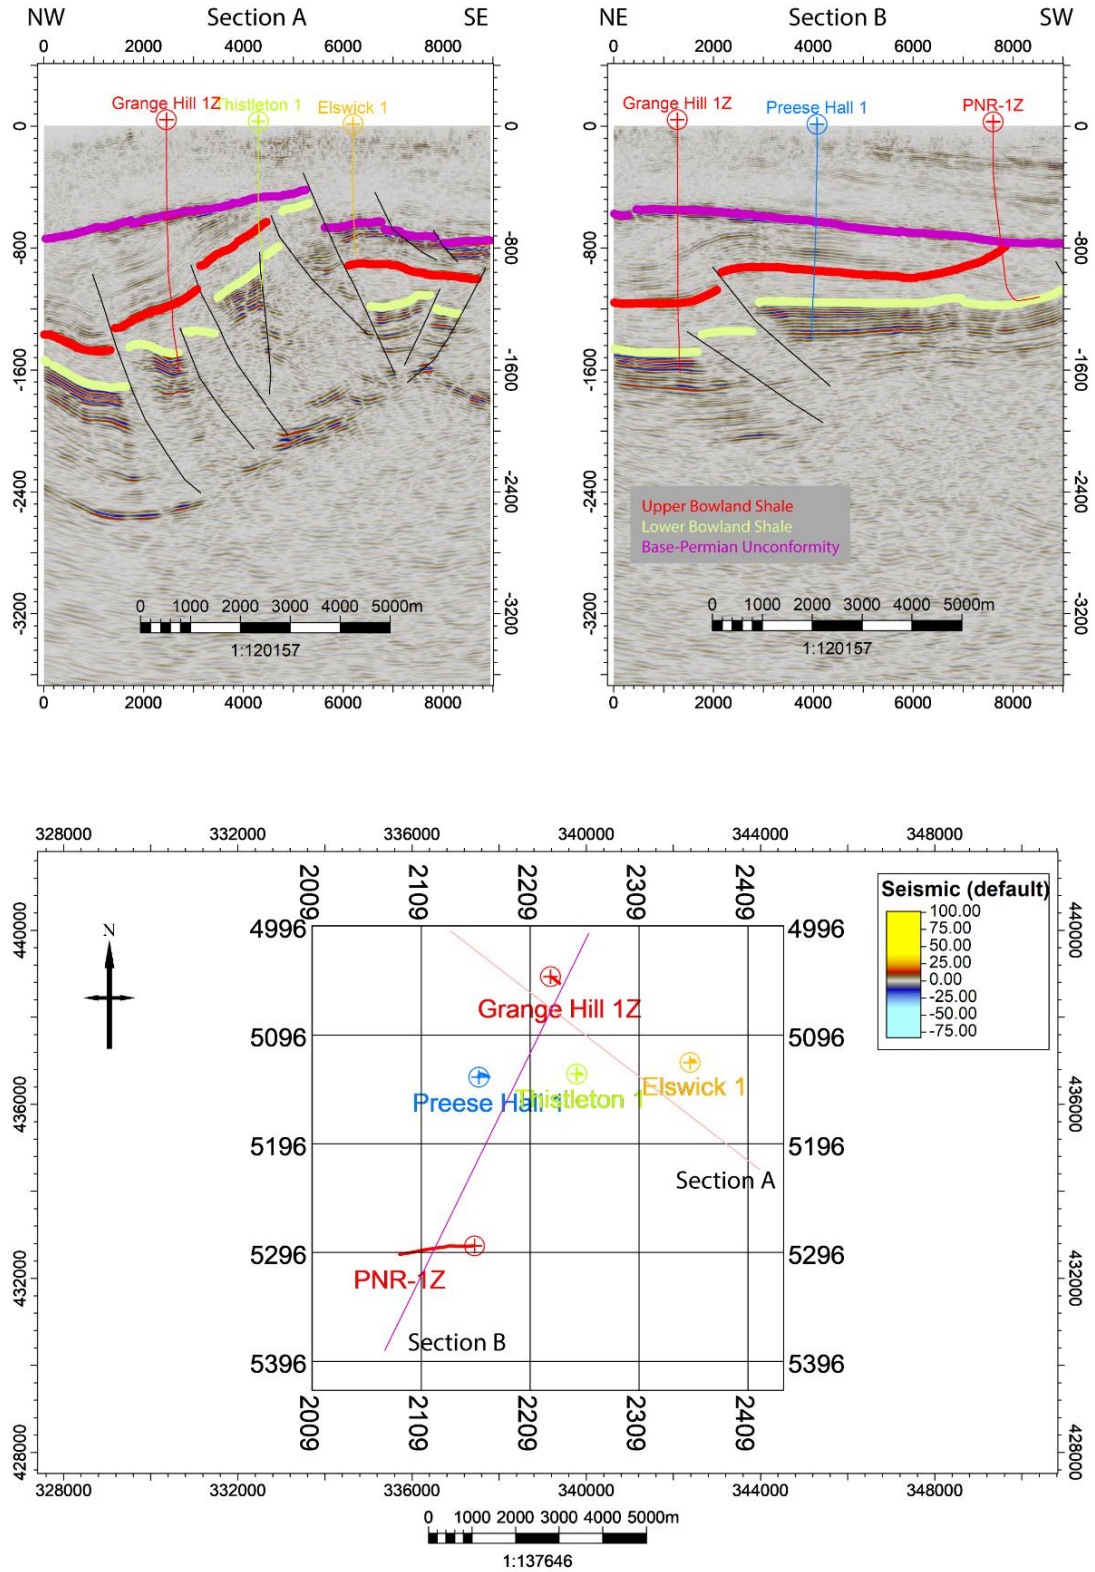 NW Section A SE
0 2000 4000 6000 8000
Grange Hill 1Z Thistleton 1 Elswick 1
0 0
-800 -800
-1600 -1600
-2400 -2400
-3200 -3200
0 1000 2000 3000 4000 5000m
1:120157
0 2000 4000 6000 8000
NE Section B SW
0 2000 4000 6000 8000
Grange Hill 1Z Preese Hall 1 PNR-1Z
0 0
-800 -800
-1600 -1600
-2400 -2400
Upper Bowland Shale
Lower Bowland Shale
Base-Permian Unconformity
-3200 -3200
0 1000 2000 3000 4000 5000m
1:120157
0 2000 4000 6000 8000
328000 332000 336000 340000 344000 348000
2009 2109 2209 2309 2409
Seismic (default)
100.00
75.00
50.00
25.00
0.00
-25.00
-50.00
-75.00
440000 440000
N
4996 4996
Grange Hill 1Z
5096 5096
436000 436000
Preese Hall 1 Thistleton 1 Elswick 1
5196 5196
Section A
5296 5296
PNR-1Z
432000 432000
Section B
5396 5396
2009 2109 2209 2309 2409
428000 428000
328000 332000 336000 340000 344000 348000
0 1000 2000 3000 4000 5000m
1:137646